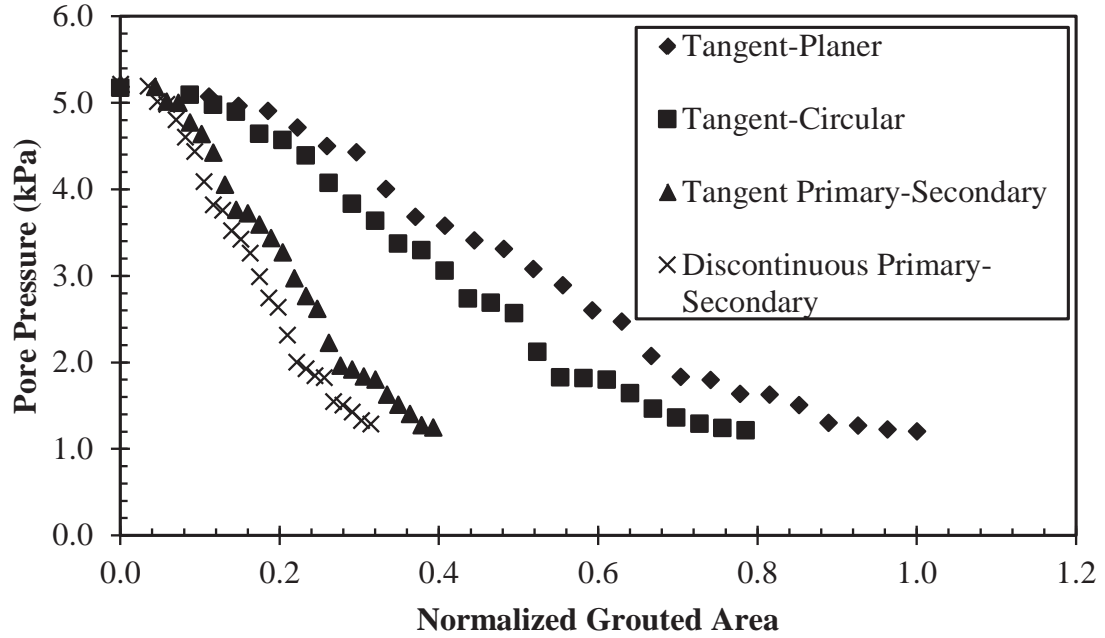 6.0
5.0
4.0
3.0
2.0
1.0
0.0
Pore Pressure (kPa)
Tangent-Planer
Tangent-Circular
Tangent Primary-Secondary
Discontinuous Primary-
Secondary
0.0 0.2 0.4 0.6 0.8 1.0 1.2
Normalized Grouted Area